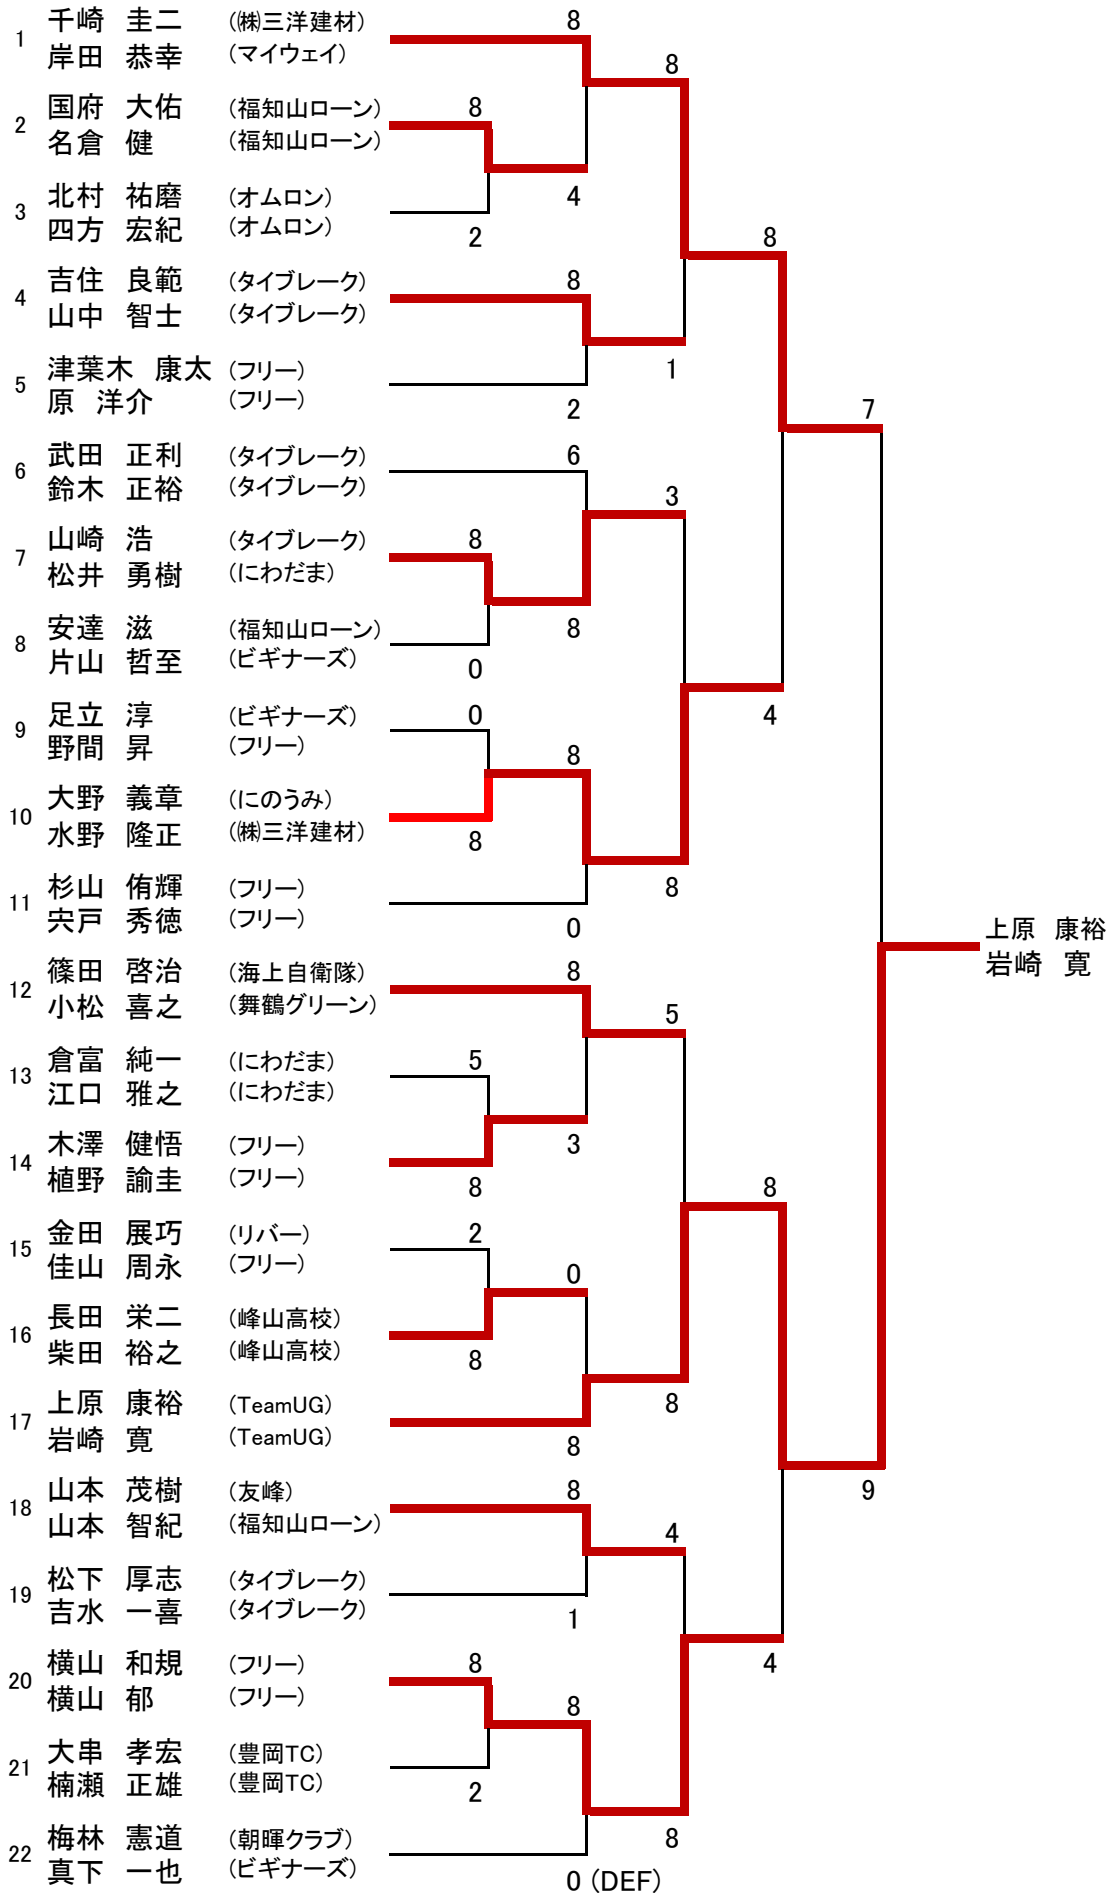 千崎 圭二 (㈱三洋建材) 8
1
岸田 恭幸 (マイウェイ)
8
国府 大佑 (福知山ローン) 8
2
名倉 健 (福知山ローン)
北村 祐磨 (オムロン) 4
3
四方 宏紀 (オムロン) 2
8
吉住 良範 (タイブレーク) 8
4
山中 智士 (タイブレーク)
津葉木 康太 (フリー) 1
5
原 洋介 (フリー) 2
7
武田 正利 (タイブレーク) 6
6
鈴木 正裕 (タイブレーク)
3
山崎 浩 (タイブレーク) 8
7
松井 勇樹 (にわだま)
安達 滋 (福知山ローン) 8
8
片山 哲至 (ビギナーズ) 0
足立 淳 (ビギナーズ) 0 4
9
野間 昇 (フリー) 8
大野 義章 (にのうみ)
10
水野 隆正 (㈱三洋建材) 8
杉山 侑輝 (フリー) 8
11
宍戸 秀徳 (フリー) 0
上原 康裕
岩崎 寛
篠田 啓治 (海上自衛隊) 8
12
小松 喜之 (舞鶴グリーン)
5
倉富 純一 (にわだま) 5
13
江口 雅之 (にわだま)
木澤 健悟 (フリー) 3
14
植野 諭圭 (フリー) 8
8
金田 展巧 (リバー) 2
15
佳山 周永 (フリー) 0
長田 栄二 (峰山高校)
16
柴田 裕之 (峰山高校) 8
上原 康裕 (TeamUG) 8
17
岩崎 寛 (TeamUG) 8
山本 茂樹 (友峰) 8 9
18
山本 智紀 (福知山ローン)
4
松下 厚志 (タイブレーク)
19
吉水 一喜 (タイブレーク) 1
横山 和規 (フリー) 8 4
20
横山 郁 (フリー) 8
大串 孝宏 (豊岡TC)
21
楠瀬 正雄 (豊岡TC) 2
梅林 憲道 (朝暉クラブ) 8
22
真下 一也 (ビギナーズ) 0 (DEF)